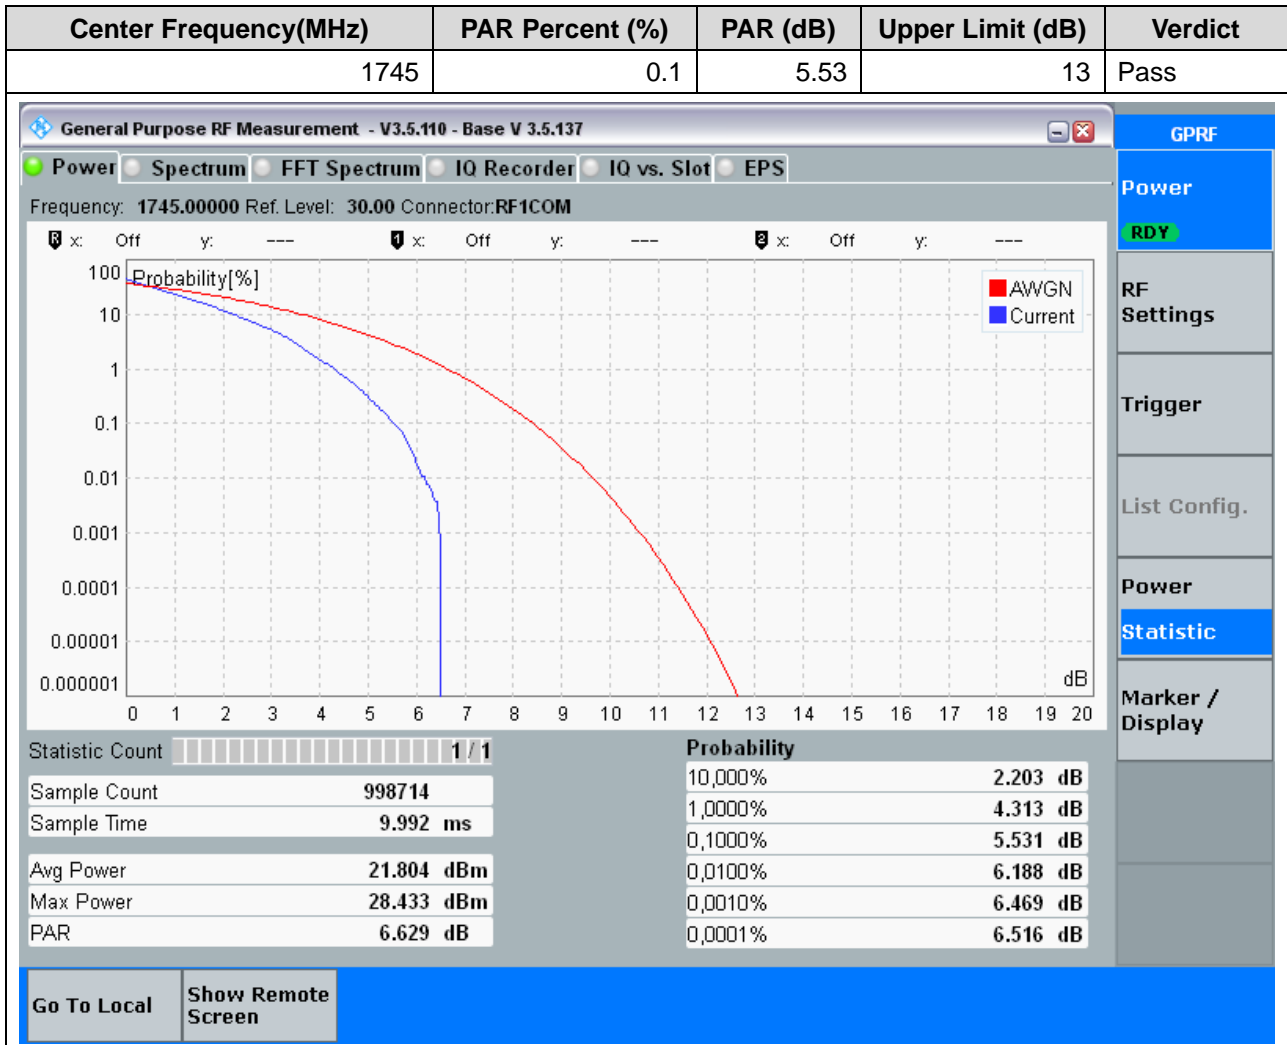 Center Frequency(MHz) PAR Percent (%) PAR (dB) Upper Limit (dB) Verdict
1745 0.1 5.53 13 Pass
General Purpose RF Measurement - V3.5.110 - Base V 3.5.137
GPRF
Power Spectrum FFT Spectrum IQ Recorder IQ vs. Slot EPS
Power
RDY
Frequency: 1745.00000 Ref. Level: 30.00 Connector:RF1COM
R x: Off y: --- 1 x: Off y: --- 2 x: Off y: ---
Probability[%]
AWGN
Current
100
10
1
0.1
0.01
0.001
0.0001
0.00001
0.000001
dB
0 1 2 3 4 5 6 7 8 9 10 11 12 13 14 15 16 17 18 19 20
RF
Settings
Trigger
List Config.
Power
Statistic
Marker /
Display
Statistic Count 1 / 1
Sample Count 998714
Sample Time 9.992 ms
Avg Power 21.804 dBm
Max Power 28.433 dBm
PAR 6.629 dB
Probability
10,000% 2.203 dB
1,0000% 4.313 dB
0,1000% 5.531 dB
0,0100% 6.188 dB
0,0010% 6.469 dB
0,0001% 6.516 dB
Go To Local
Show Remote
Screen